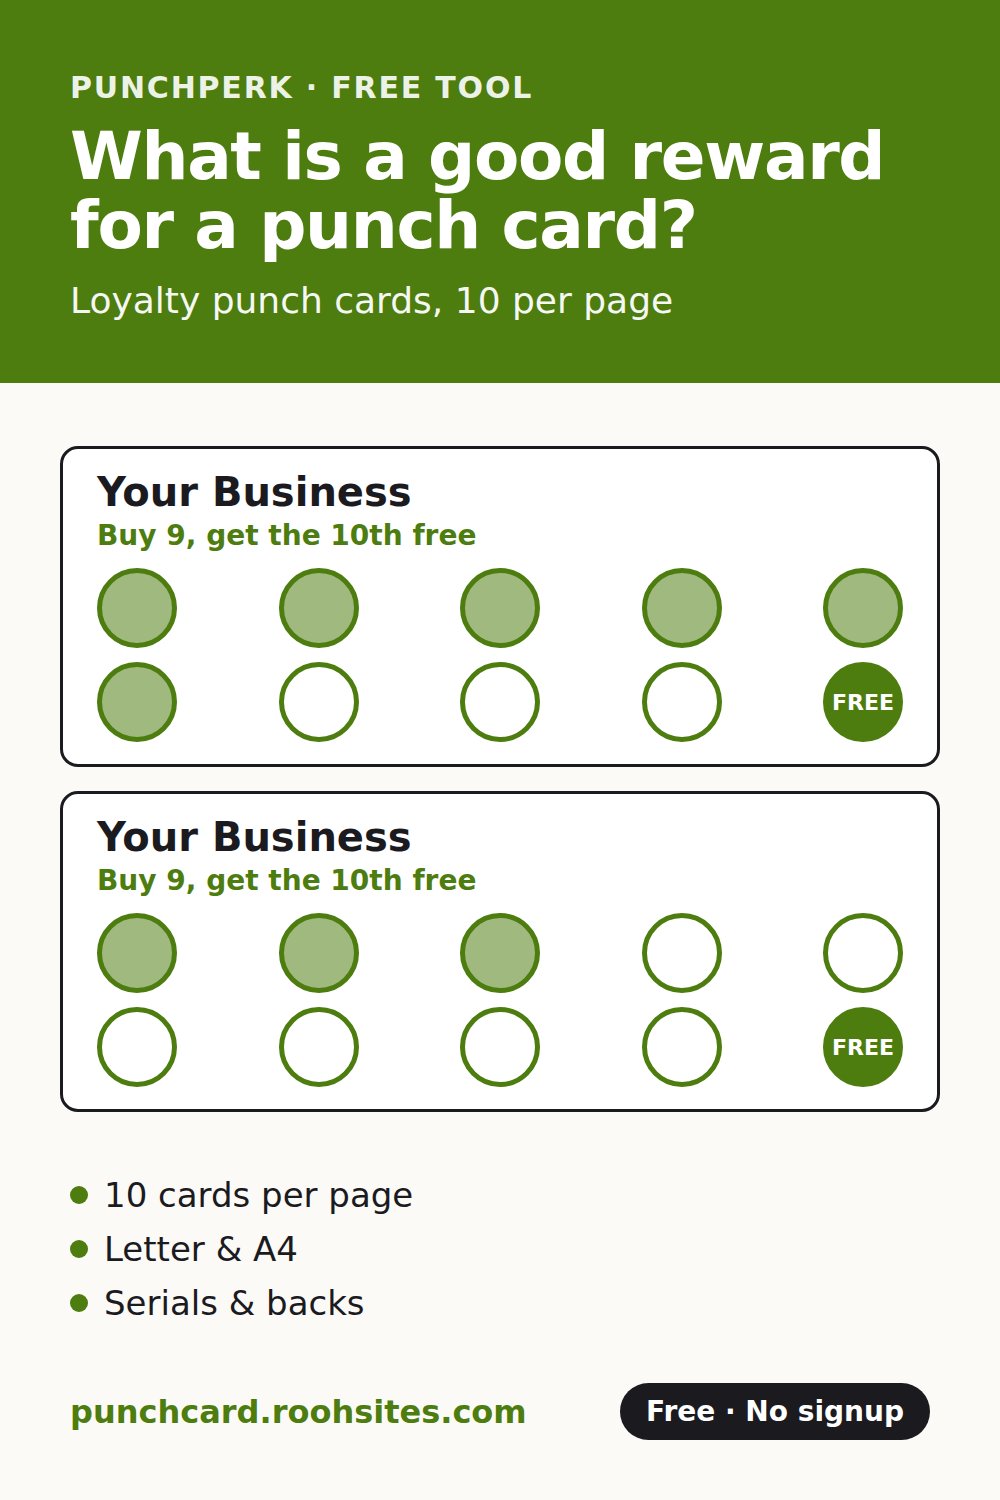 PUNCHPERK · FREE TOOL
What is a good reward
for a punch card?
Loyalty punch cards, 10 per page
Your Business
Buy 9, get the 10th free
FREE
Your Business
Buy 9, get the 10th free
FREE
10 cards per page
Letter & A4
Serials & backs
punchcard.roohsites.com
Free · No signup